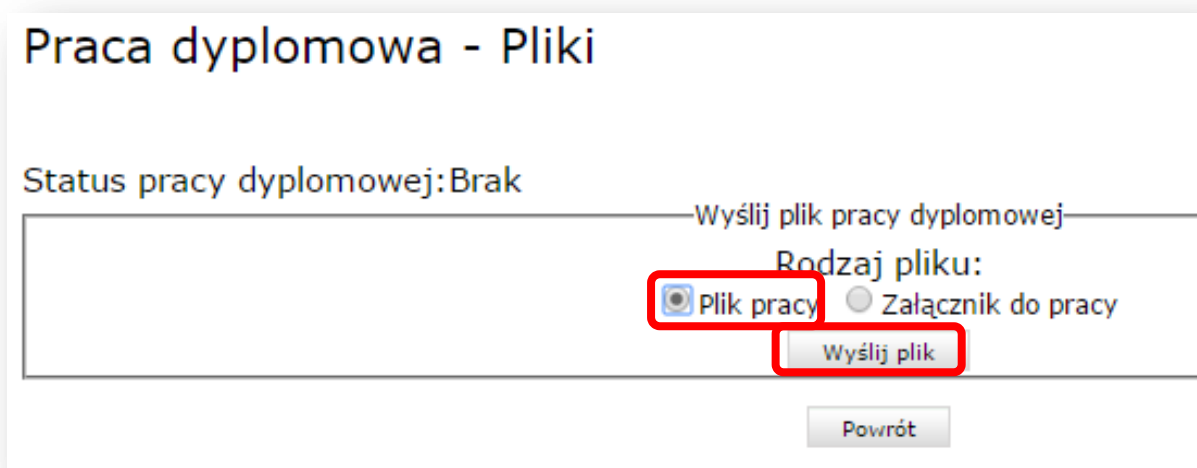 Praca dyplomowa - Pliki
Status pracy dyplomowej:Brak
Wyślij plik pracy dyplomowej
Rodzaj pliku:
Plik pracy Załącznik do pracy
Wyślij plik
Powrót